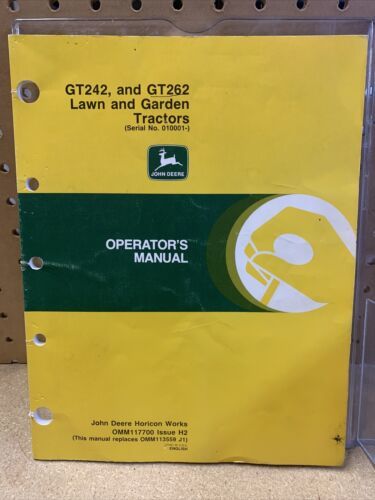 GT242, and GT262
Lawn and Garden
Tractors
(Serial No. 010001-)
JOHN DEERE
OPERATOR'S
MANUAL
John Deere Horicon Works
OMM117700 Issue H2
(This manual replaces OMM113558 J1)
ENGLISH